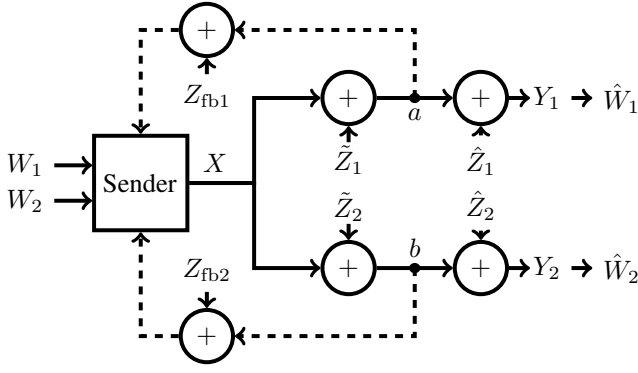 +
Z_fb1
+ a + Y_1 Ŵ_1
Z̃_1 Ẑ_1
W_1
W_2
Sender
X
Z̃_2 Ẑ_2
+ b + Y_2 Ŵ_2
Z_fb2
+